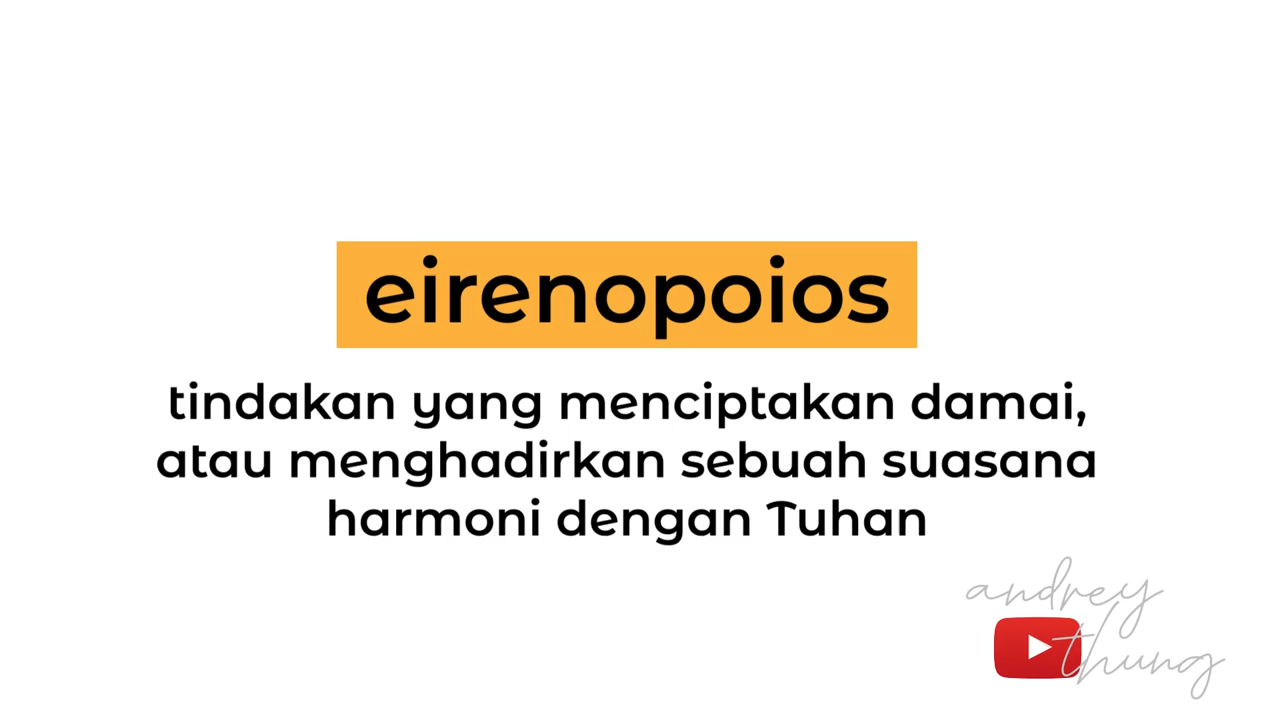 eirenopoios
tindakan yang menciptakan damai,
atau menghadirkan sebuah suasana
harmoni dengan Tuhan
andrey
thung